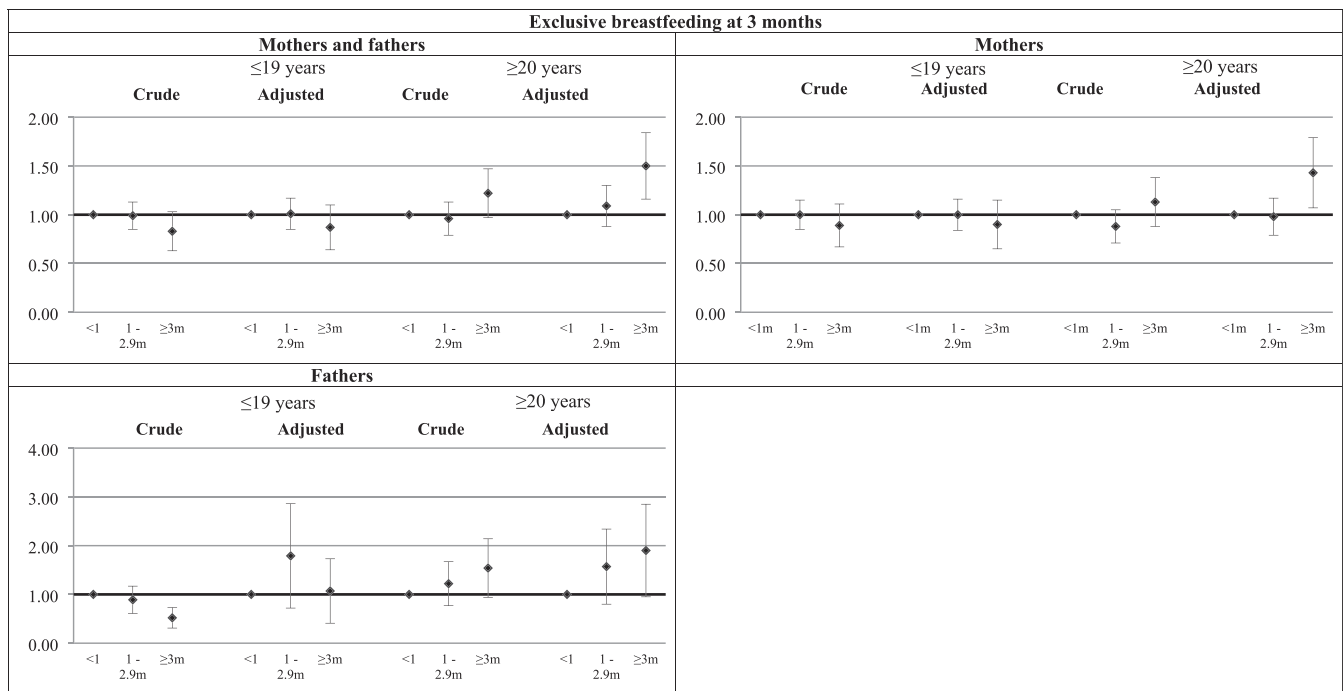 Exclusive breastfeeding at 3 months
Mothers and fathers
≤19 years ≥20 years
Crude Adjusted Crude Adjusted
2.00
1.50
1.00
0.50
0.00
<1 1 - ≥3m <1 1 - ≥3m <1 1 - ≥3m <1 1 - ≥3m
2.9m 2.9m 2.9m 2.9m
Mothers
≤19 years ≥20 years
Crude Adjusted Crude Adjusted
2.00
1.50
1.00
0.50
0.00
<1m 1 - ≥3m <1m 1 - ≥3m <1m 1 - ≥3m <1m 1 - ≥3m
2.9m 2.9m 2.9m 2.9m
Fathers
≤19 years ≥20 years
Crude Adjusted Crude Adjusted
4.00
3.00
2.00
1.00
0.00
<1 1 - ≥3m <1 1 - ≥3m <1 1 - ≥3m <1 1 - ≥3m
2.9m 2.9m 2.9m 2.9m